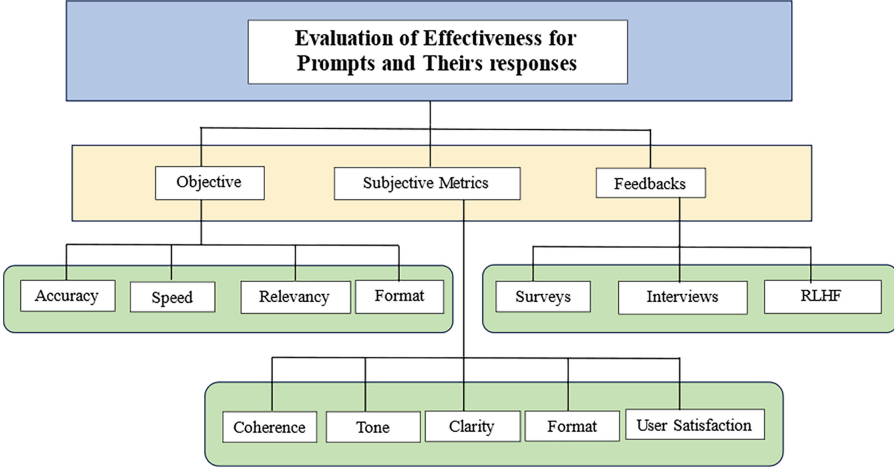 Evaluation of Effectiveness for
Prompts and Theirs responses
Objective
Subjective Metrics
Feedbacks
Accuracy
Speed
Relevancy
Format
Surveys
Interviews
RLHF
Coherence
Tone
Clarity
Format
User Satisfaction